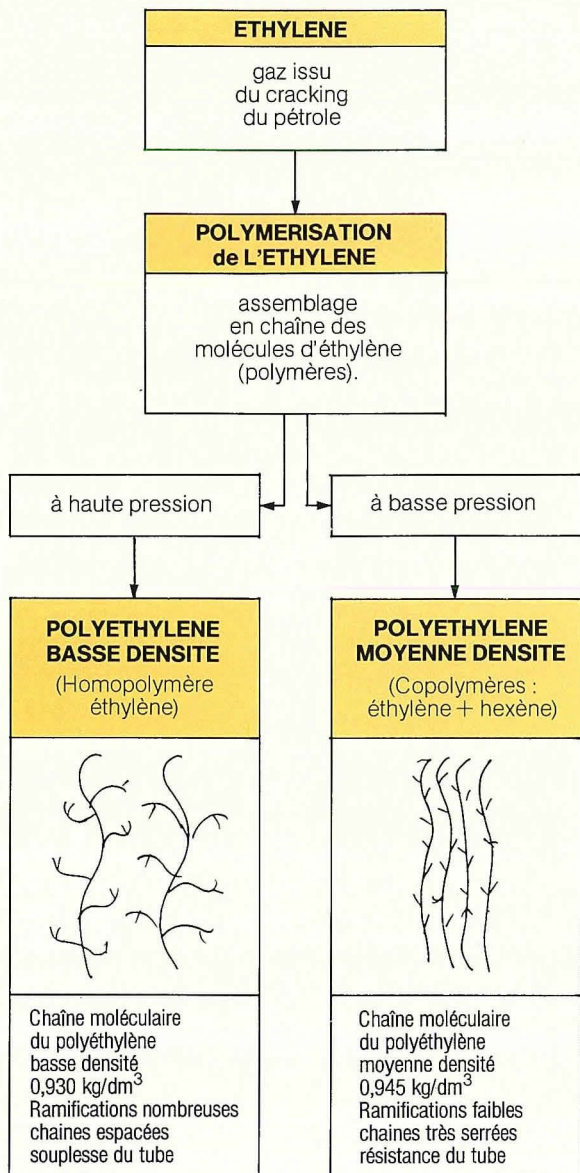 ETHYLENE
gaz issu
du cracking
du pétrole
POLYMERISATION
de L'ETHYLENE
assemblage
en chaîne des
molécules d'éthylène
(polymères).
à haute pression
à basse pression
POLYETHYLENE
BASSE DENSITE
(Homopolymère
éthylène)
POLYETHYLENE
MOYENNE DENSITE
(Copolymères :
éthylène + hexène)
Chaîne moléculaire
du polyéthylène
basse densité
0,930 kg/dm³
Ramifications nombreuses
chaines espacées
souplesse du tube
Chaîne moléculaire
du polyéthylène
moyenne densité
0,945 kg/dm³
Ramifications faibles
chaines très serrées
résistance du tube